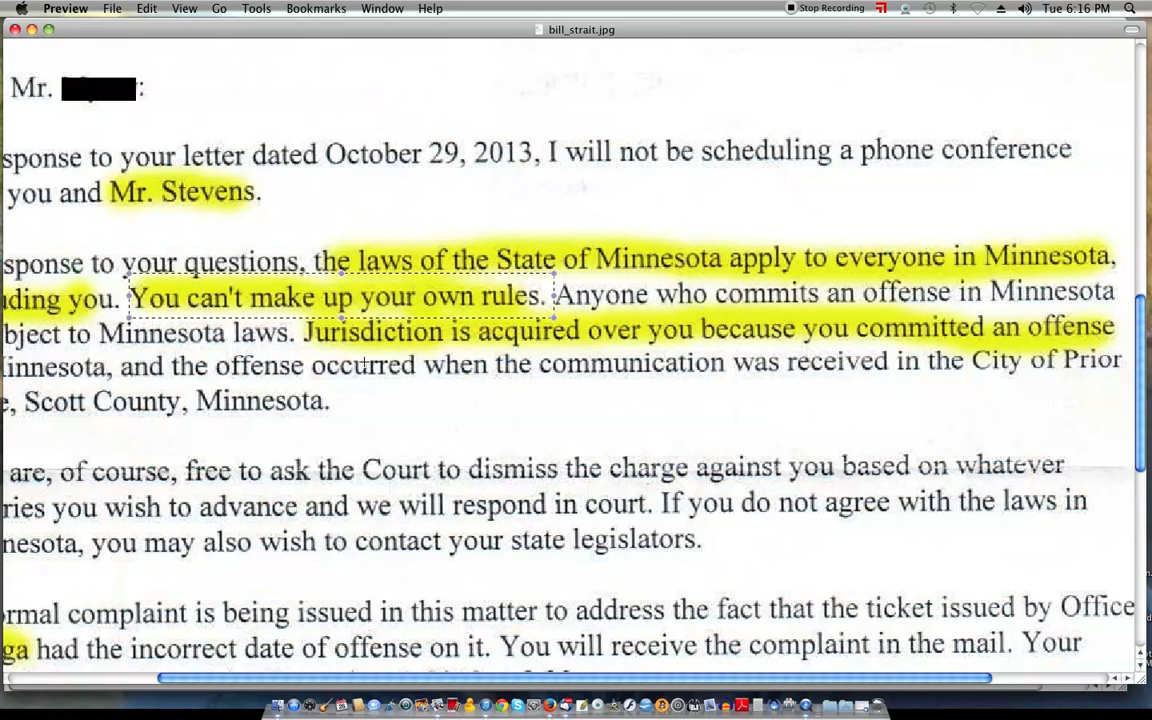 Preview File Edit View Go Tools Bookmarks Window Help Stop Recording Tue 6:16 PM
bill_strait.jpg
Mr. :
sponse to your letter dated October 29, 2013, I will not be scheduling a phone conference
you and Mr. Stevens.
sponse to your questions, the laws of the State of Minnesota apply to everyone in Minnesota,
ding you. You can't make up your own rules. Anyone who commits an offense in Minnesota
bject to Minnesota laws. Jurisdiction is acquired over you because you committed an offense
innesota, and the offense occurred when the communication was received in the City of Prior
e, Scott County, Minnesota.
are, of course, free to ask the Court to dismiss the charge against you based on whatever
ries you wish to advance and we will respond in court. If you do not agree with the laws in
nesota, you may also wish to contact your state legislators.
ormal complaint is being issued in this matter to address the fact that the ticket issued by Office
ga had the incorrect date of offense on it. You will receive the complaint in the mail. Your